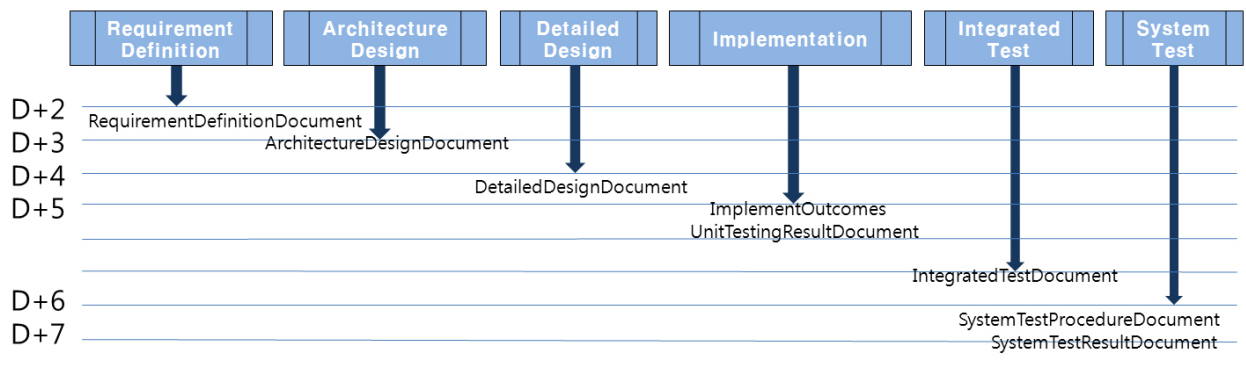 Requirement
Definition
Architecture
Design
Detailed
Design
Implementation
Integrated
Test
System
Test
D+2
RequirementDefinitionDocument
D+3
ArchitectureDesignDocument
D+4
DetailedDesignDocument
D+5
ImplementOutcomes
UnitTestingResultDocument
IntegratedTestDocument
D+6
SystemTestProcedureDocument
D+7
SystemTestResultDocument